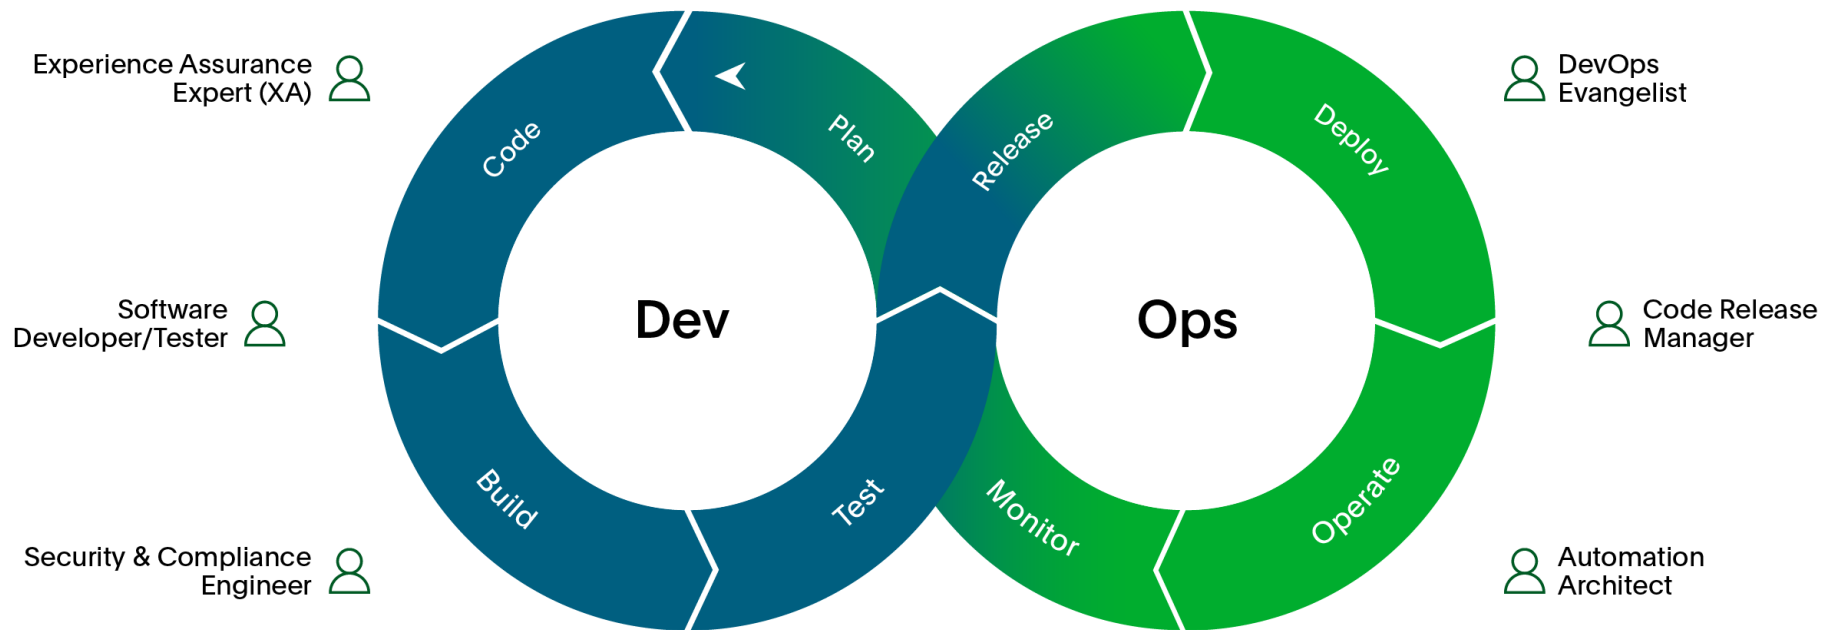 Experience Assurance
Expert (XA)
Software
Developer/Tester
Security & Compliance
Engineer
Code
Plan
Dev
Build
Test
Release
Deploy
Ops
Monitor
Operate
DevOps
Evangelist
Code Release
Manager
Automation
Architect